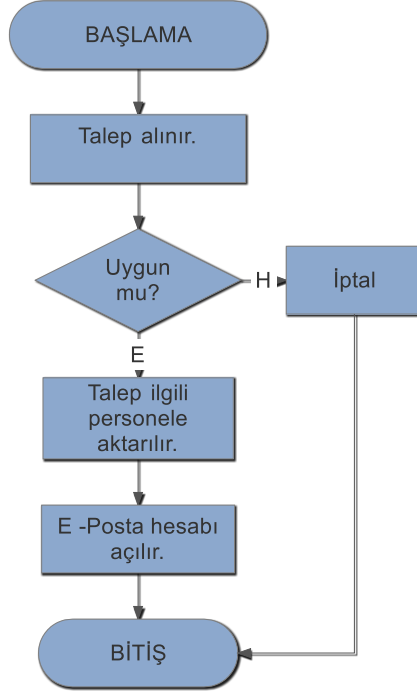 BAŞLAMA
Talep alınır.
Uygun
mu?
H
İptal
E
Talep ilgili
personele
aktarılır.
E -Posta hesabı
açılır.
BİTİŞ